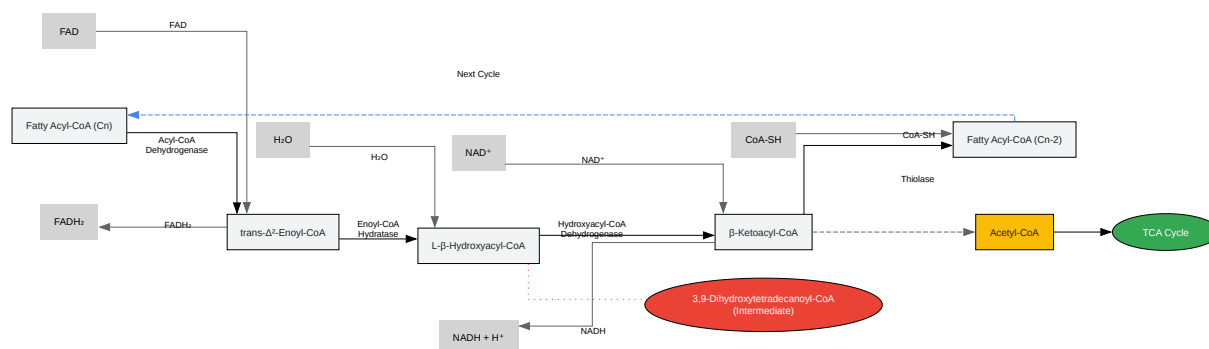 FAD
FAD
Next Cycle
Fatty Acyl-CoA (Cn)
Acyl-CoA
Dehydrogenase
H₂O
H₂O
NAD⁺
NAD⁺
CoA-SH
CoA-SH
Fatty Acyl-CoA (Cn-2)
Thiolase
FADH₂
FADH₂
trans-Δ²-Enoyl-CoA
Enoyl-CoA
Hydratase
L-β-Hydroxyacyl-CoA
Hydroxyacyl-CoA
Dehydrogenase
β-Ketoacyl-CoA
Acetyl-CoA
TCA Cycle
3,9-Dihydroxytetradecanoyl-CoA
(Intermediate)
NADH + H⁺
NADH